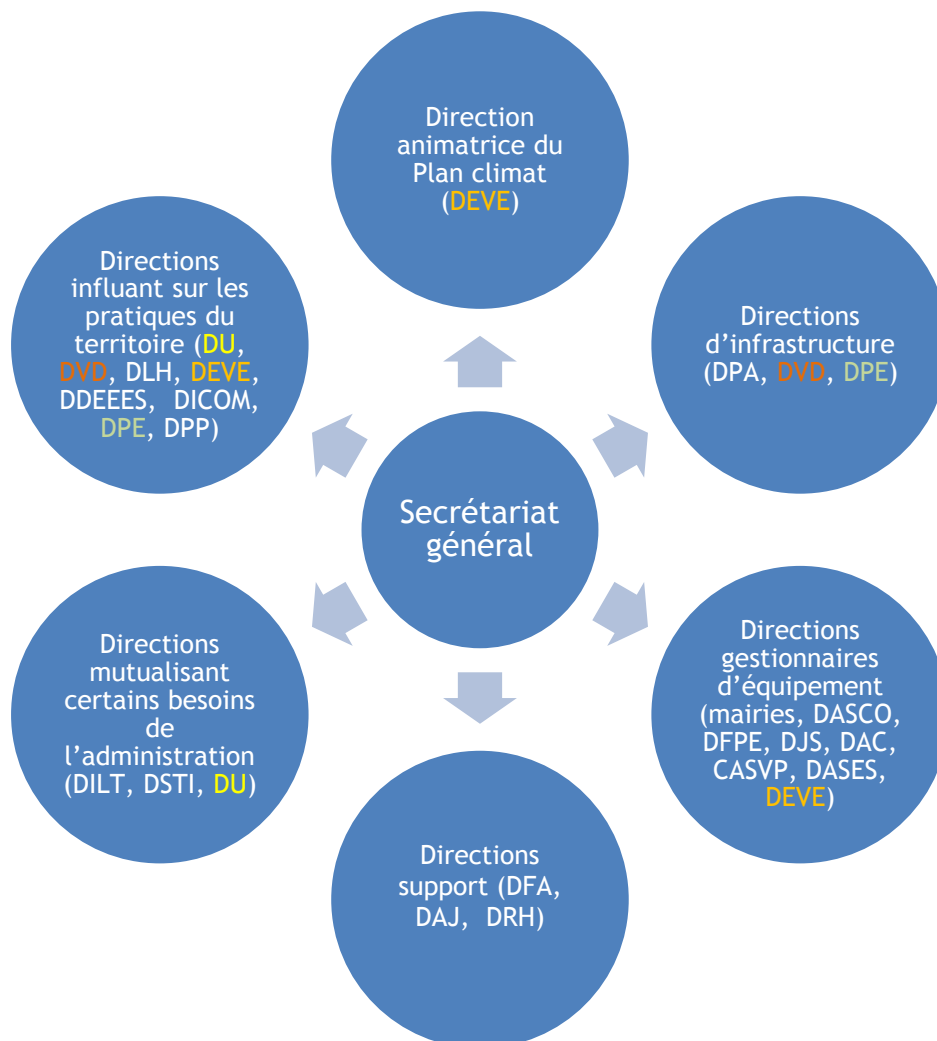 Direction
animatrice du
Plan climat
(DEVE)
Directions
influant sur les
pratiques du
territoire (DU,
DVD, DLH, DEVE,
DDEEES, DICOM,
DPE, DPP)
Directions
d'infrastructure
(DPA, DVD, DPE)
Secrétariat
général
Directions
mutualisant
certains besoins
de
l'administration
(DILT, DSTI, DU)
Directions
gestionnaires
d'équipement
(mairies, DASCO,
DFPE, DJS, DAC,
CASVP, DASES,
DEVE)
Directions
support (DFA,
DAJ, DRH)